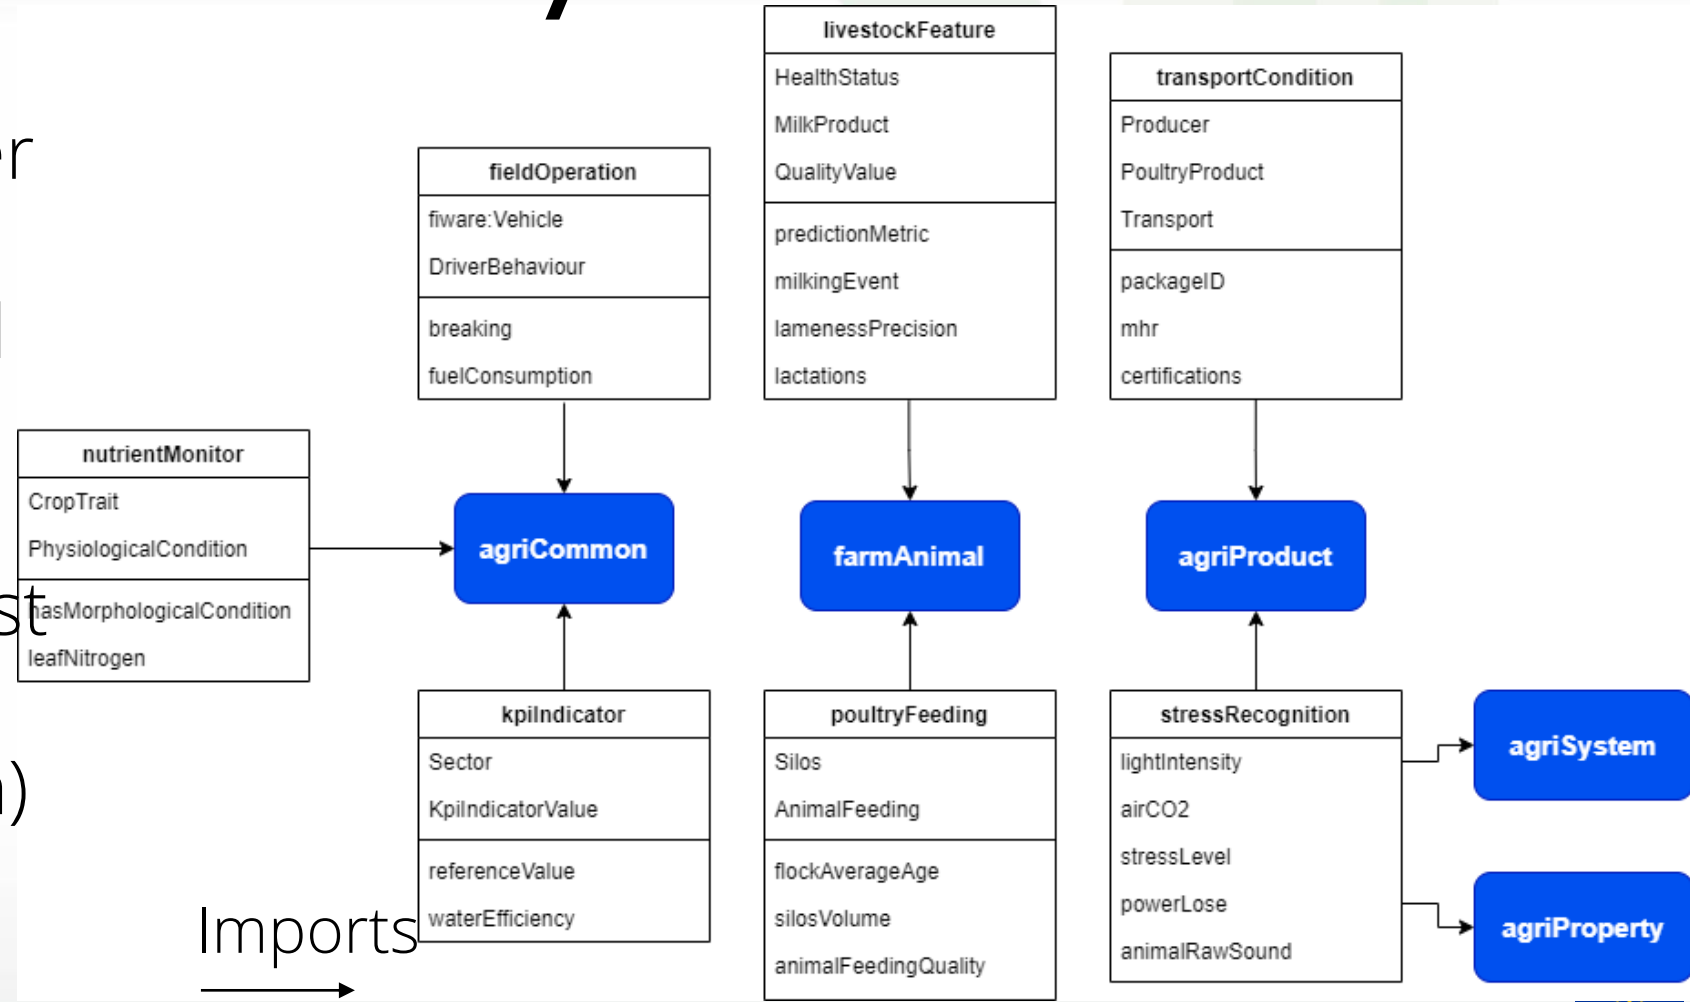 livestockFeature
HealthStatus
MilkProduct
QualityValue
predictionMetric
milkingEvent
lamenessPrecision
lactations
transportCondition
Producer
PoultryProduct
Transport
packageID
mhr
certifications
fieldOperation
fiware:Vehicle
DriverBehaviour
breaking
fuelConsumption
nutrientMonitor
CropTrait
PhysiologicalCondition
hasMorphologicalCondition
leafNitrogen
agriCommon
farmAnimal
agriProduct
kpiIndicator
Sector
KpiIndicatorValue
referenceValue
waterEfficiency
poultryFeeding
Silos
AnimalFeeding
flockAverageAge
silosVolume
animalFeedingQuality
stressRecognition
lightIntensity
airCO2
stressLevel
powerLose
animalRawSound
agriSystem
agriProperty
Imports